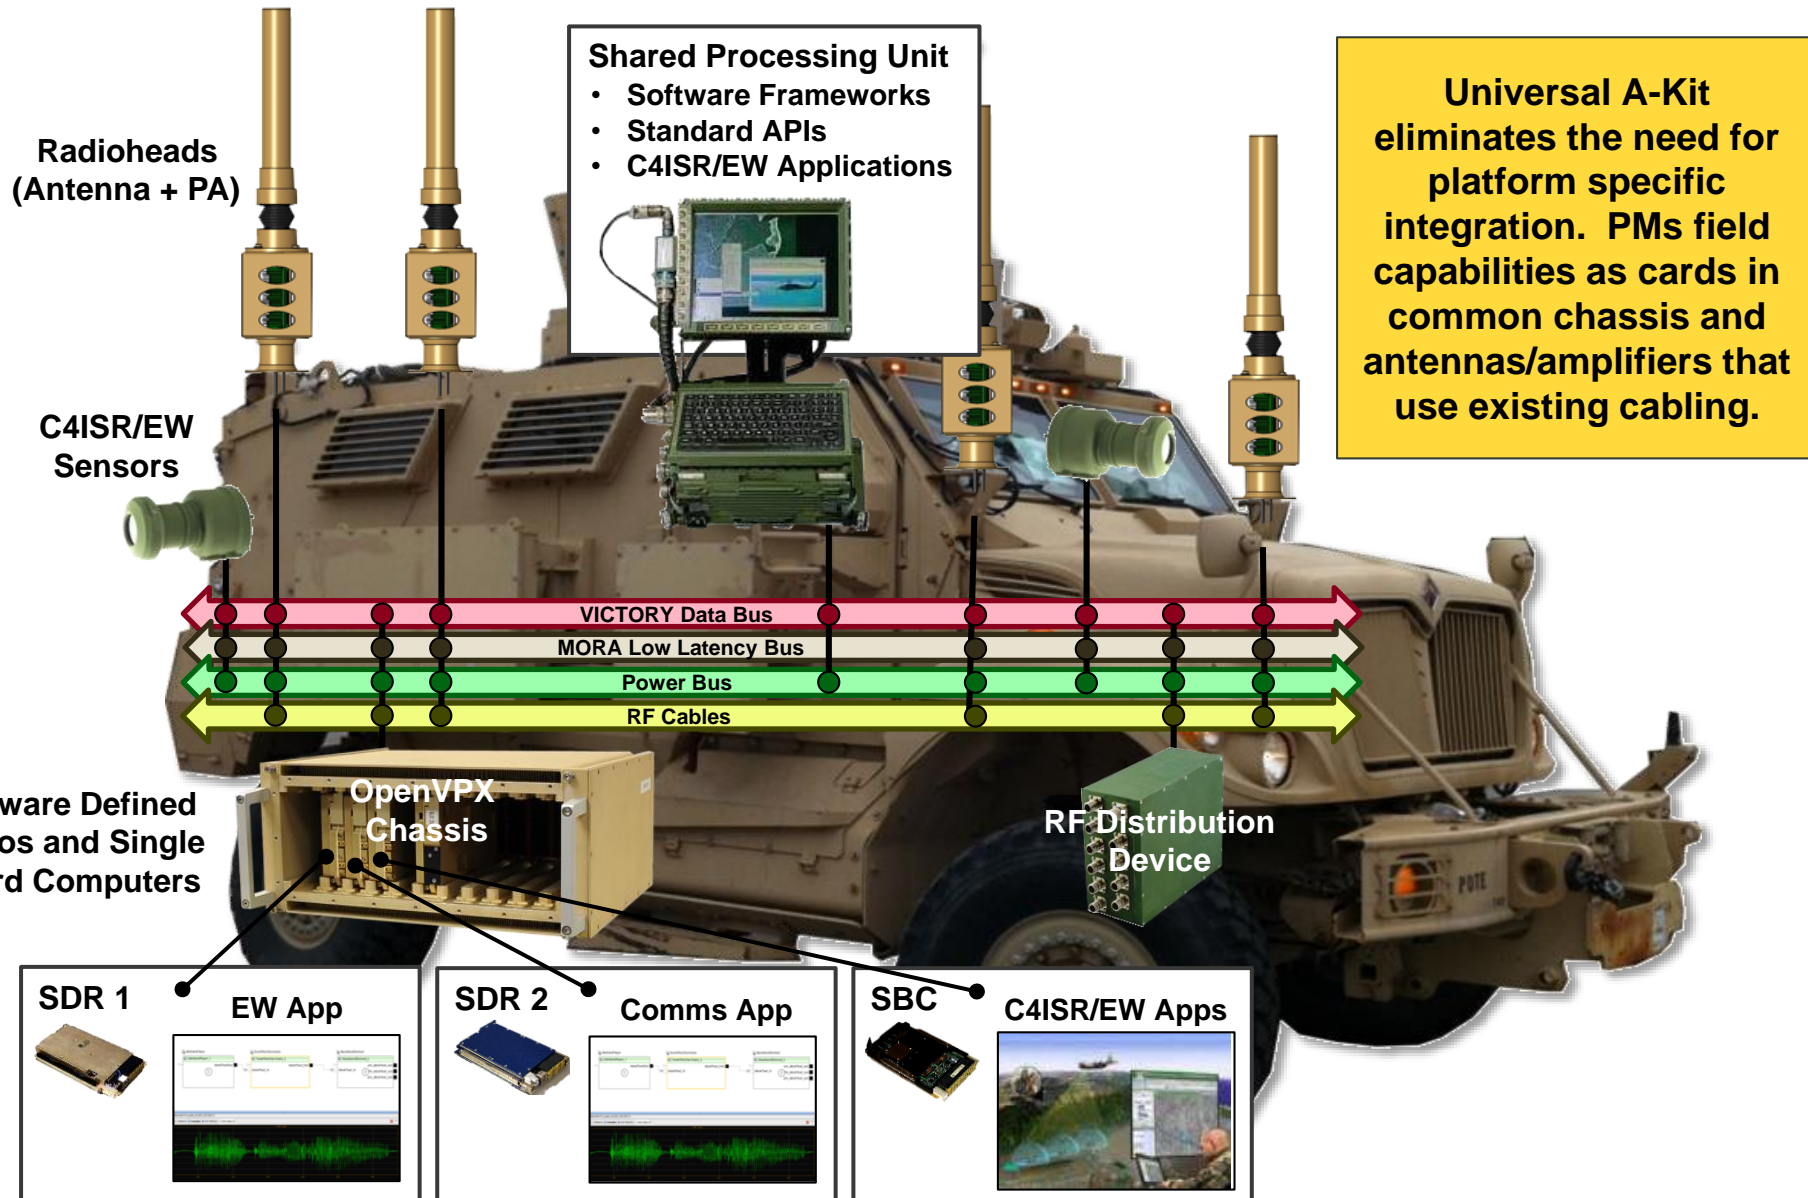 Shared Processing Unit
• Software Frameworks
• Standard APIs
• C4ISR/EW Applications
Universal A-Kit
eliminates the need for
platform specific
integration.  PMs field
capabilities as cards in
common chassis and
antennas/amplifiers that
use existing cabling.
Radioheads
(Antenna + PA)
C4ISR/EW
Sensors
VICTORY Data Bus
MORA Low Latency Bus
Power Bus
RF Cables
ware Defined
os and Single
rd Computers
OpenVPX
Chassis
RF Distribution
Device
POTE
SDR 1
EW App
SDR 2
Comms App
SBC
C4ISR/EW Apps